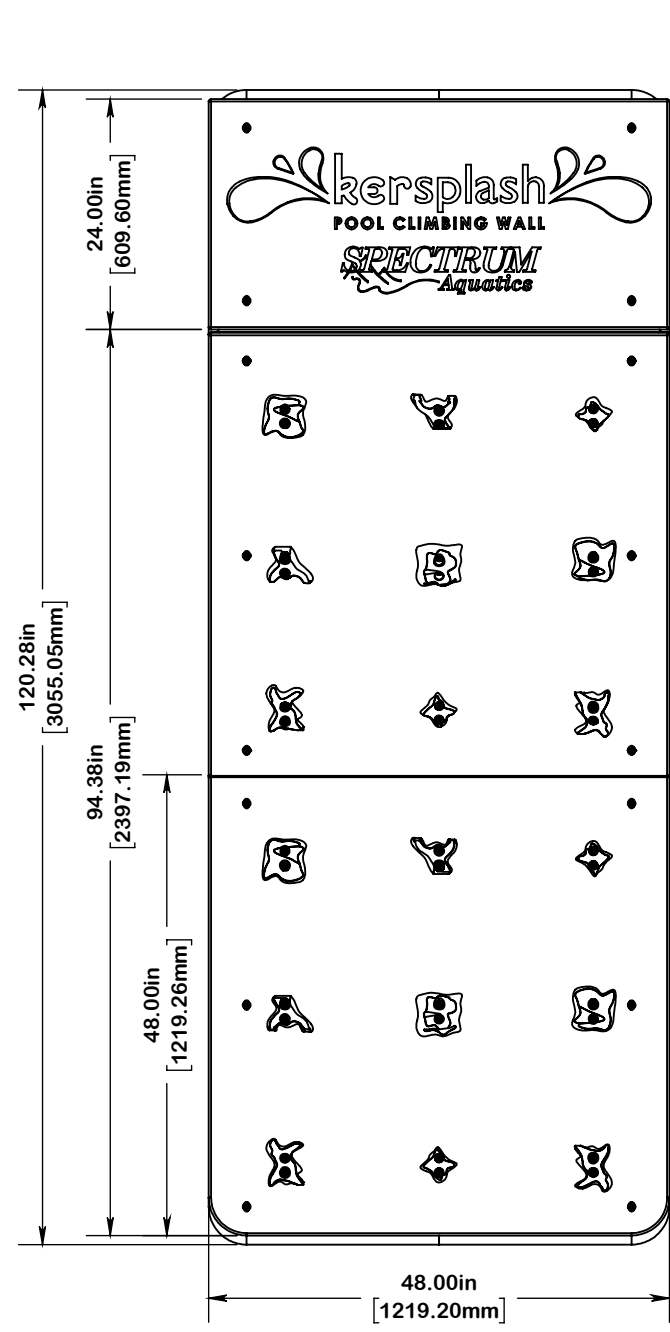 kersplash
POOL CLIMBING WALL
SPECTRUM
Aquatics
24.00in
[609.60mm]
120.28in
[3055.05mm]
94.38in
[2397.19mm]
48.00in
[1219.26mm]
48.00in
[1219.20mm]